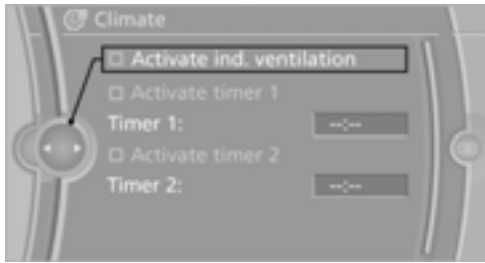 Climate
Activate ind. ventilation
Activate timer 1
Timer 1: --:--
Activate timer 2
Timer 2: --:--